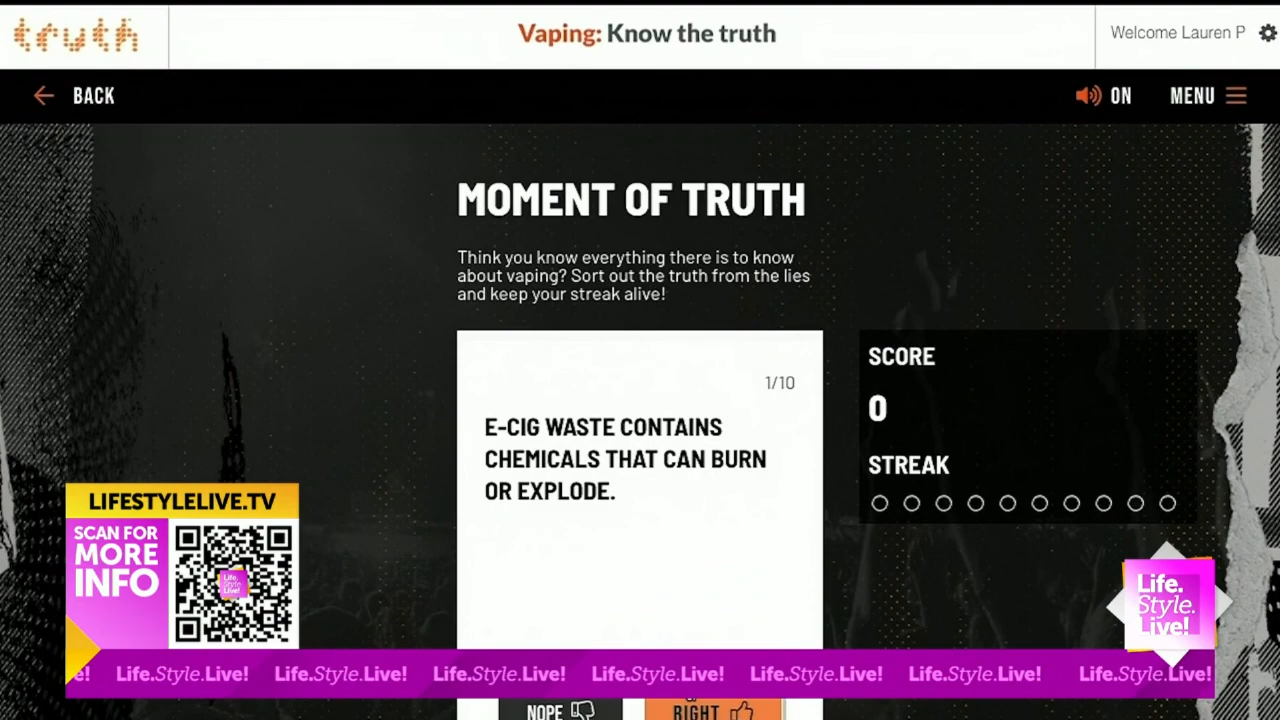 truth
Vaping: Know the truth
Welcome Lauren P
BACK
ON
MENU
MOMENT OF TRUTH
Think you know everything there is to know
about vaping? Sort out the truth from the lies
and keep your streak alive!
1/10
E-CIG WASTE CONTAINS
CHEMICALS THAT CAN BURN
OR EXPLODE.
SCORE
0
STREAK
LIFESTYLELIVE.TV
SCAN FOR
MORE
INFO
Life.
Style.
Live!
Life.
Style.
Live!
e! Life.Style.Live! Life.Style.Live! Life.Style.Live! Life.Style.Live! Life.Style.Live! Life.Style.Live! Life.Style.Live!
NOPE
RIGHT